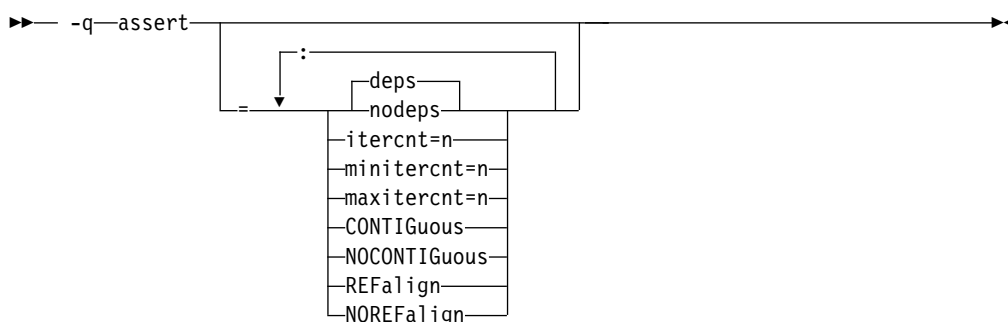 -q assert
:
deps
= nodeps
itercnt=n
minitercnt=n
maxitercnt=n
CONTIGuous
NOCONTIGuous
REFalign
NOREFalign